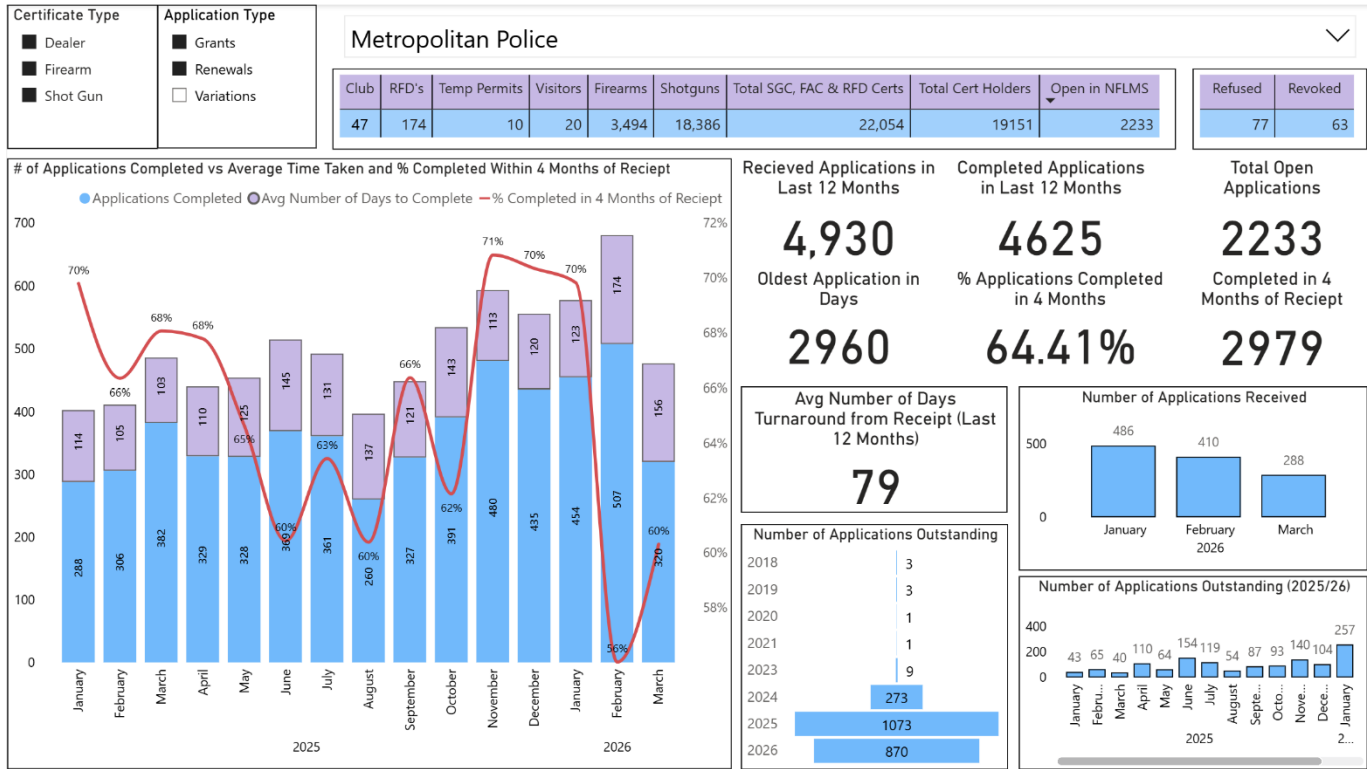 Certificate Type
Dealer
Firearm
Shot Gun
Application Type
Grants
Renewals
Variations
Metropolitan Police
Club RFD's Temp Permits Visitors Firearms Shotguns Total SGC, FAC & RFD Certs Total Cert Holders Open in NFLMS
47 174 10 20 3,494 18,386 22,054 19151 2233
Refused Revoked
77 63
# of Applications Completed vs Average Time Taken and % Completed Within 4 Months of Reciept
Applications Completed Avg Number of Days to Complete % Completed in 4 Months of Reciept
700
600
500
400
300
200
100
0
72%
70%
68%
66%
64%
62%
60%
58%
70% 66% 68% 68% 65% 60% 63% 60% 66% 62% 71% 70% 70% 56% 60%
114 105 103 110 125 145 131 137 121 143 113 120 123 174 156
288 306 382 329 328 369 361 260 327 391 480 435 454 507 320
January February March April May June July August September October November December January February March
2025 2026
Recieved Applications in
Last 12 Months
4,930
Completed Applications
in Last 12 Months
4625
Total Open
Applications
2233
Oldest Application in
Days
2960
% Applications Completed
in 4 Months
64.41%
Completed in 4
Months of Reciept
2979
Avg Number of Days
Turnaround from Receipt (Last
12 Months)
79
Number of Applications Received
500
0
486 410 288
January February March
2026
Number of Applications Outstanding
2018 3
2019 3
2020 1
2021 1
2023 9
2024 273
2025 1073
2026 870
Number of Applications Outstanding (2025/26)
400
200
0
43 65 40 110 64 154 119 54 87 93 140 104 257
January Febru... March April May June July August Septe... Octo... Nove... Dece... January
2025 2...